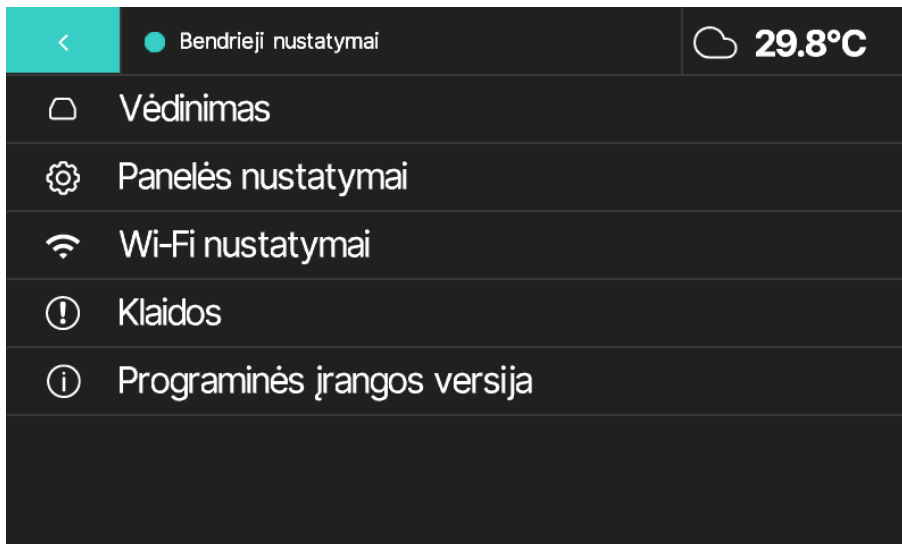 Bendrieji nustatymai
29.8°C
Vėdinimas
Panelės nustatymai
Wi-Fi nustatymai
Klaidos
Programinės įrangos versija